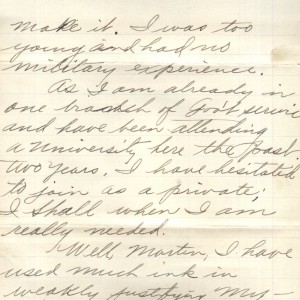 make it. I was too
young and had no
military experience.
As I am already in
one branch of Gov't service
and have been attending
a University here the past
two years, I have hesitated
to join as a private;
I shall when I am
really needed.
Well Morton, I have
used much ink in
weakly justifying my-